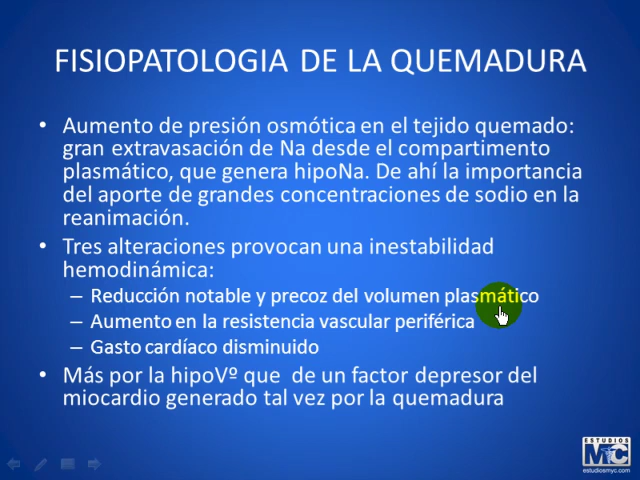 FISIOPATOLOGIA DE LA QUEMADURA
• Aumento de presión osmótica en el tejido quemado:
gran extravasación de Na desde el compartimento
plasmático, que genera hipoNa. De ahí la importancia
del aporte de grandes concentraciones de sodio en la
reanimación.
• Tres alteraciones provocan una inestabilidad
hemodinámica:
– Reducción notable y precoz del volumen plasmático
– Aumento en la resistencia vascular periférica
– Gasto cardíaco disminuido
• Más por la hipoVº que  de un factor depresor del
miocardio generado tal vez por la quemadura
ESTUDIOS
MYC
estudiosmyc.com